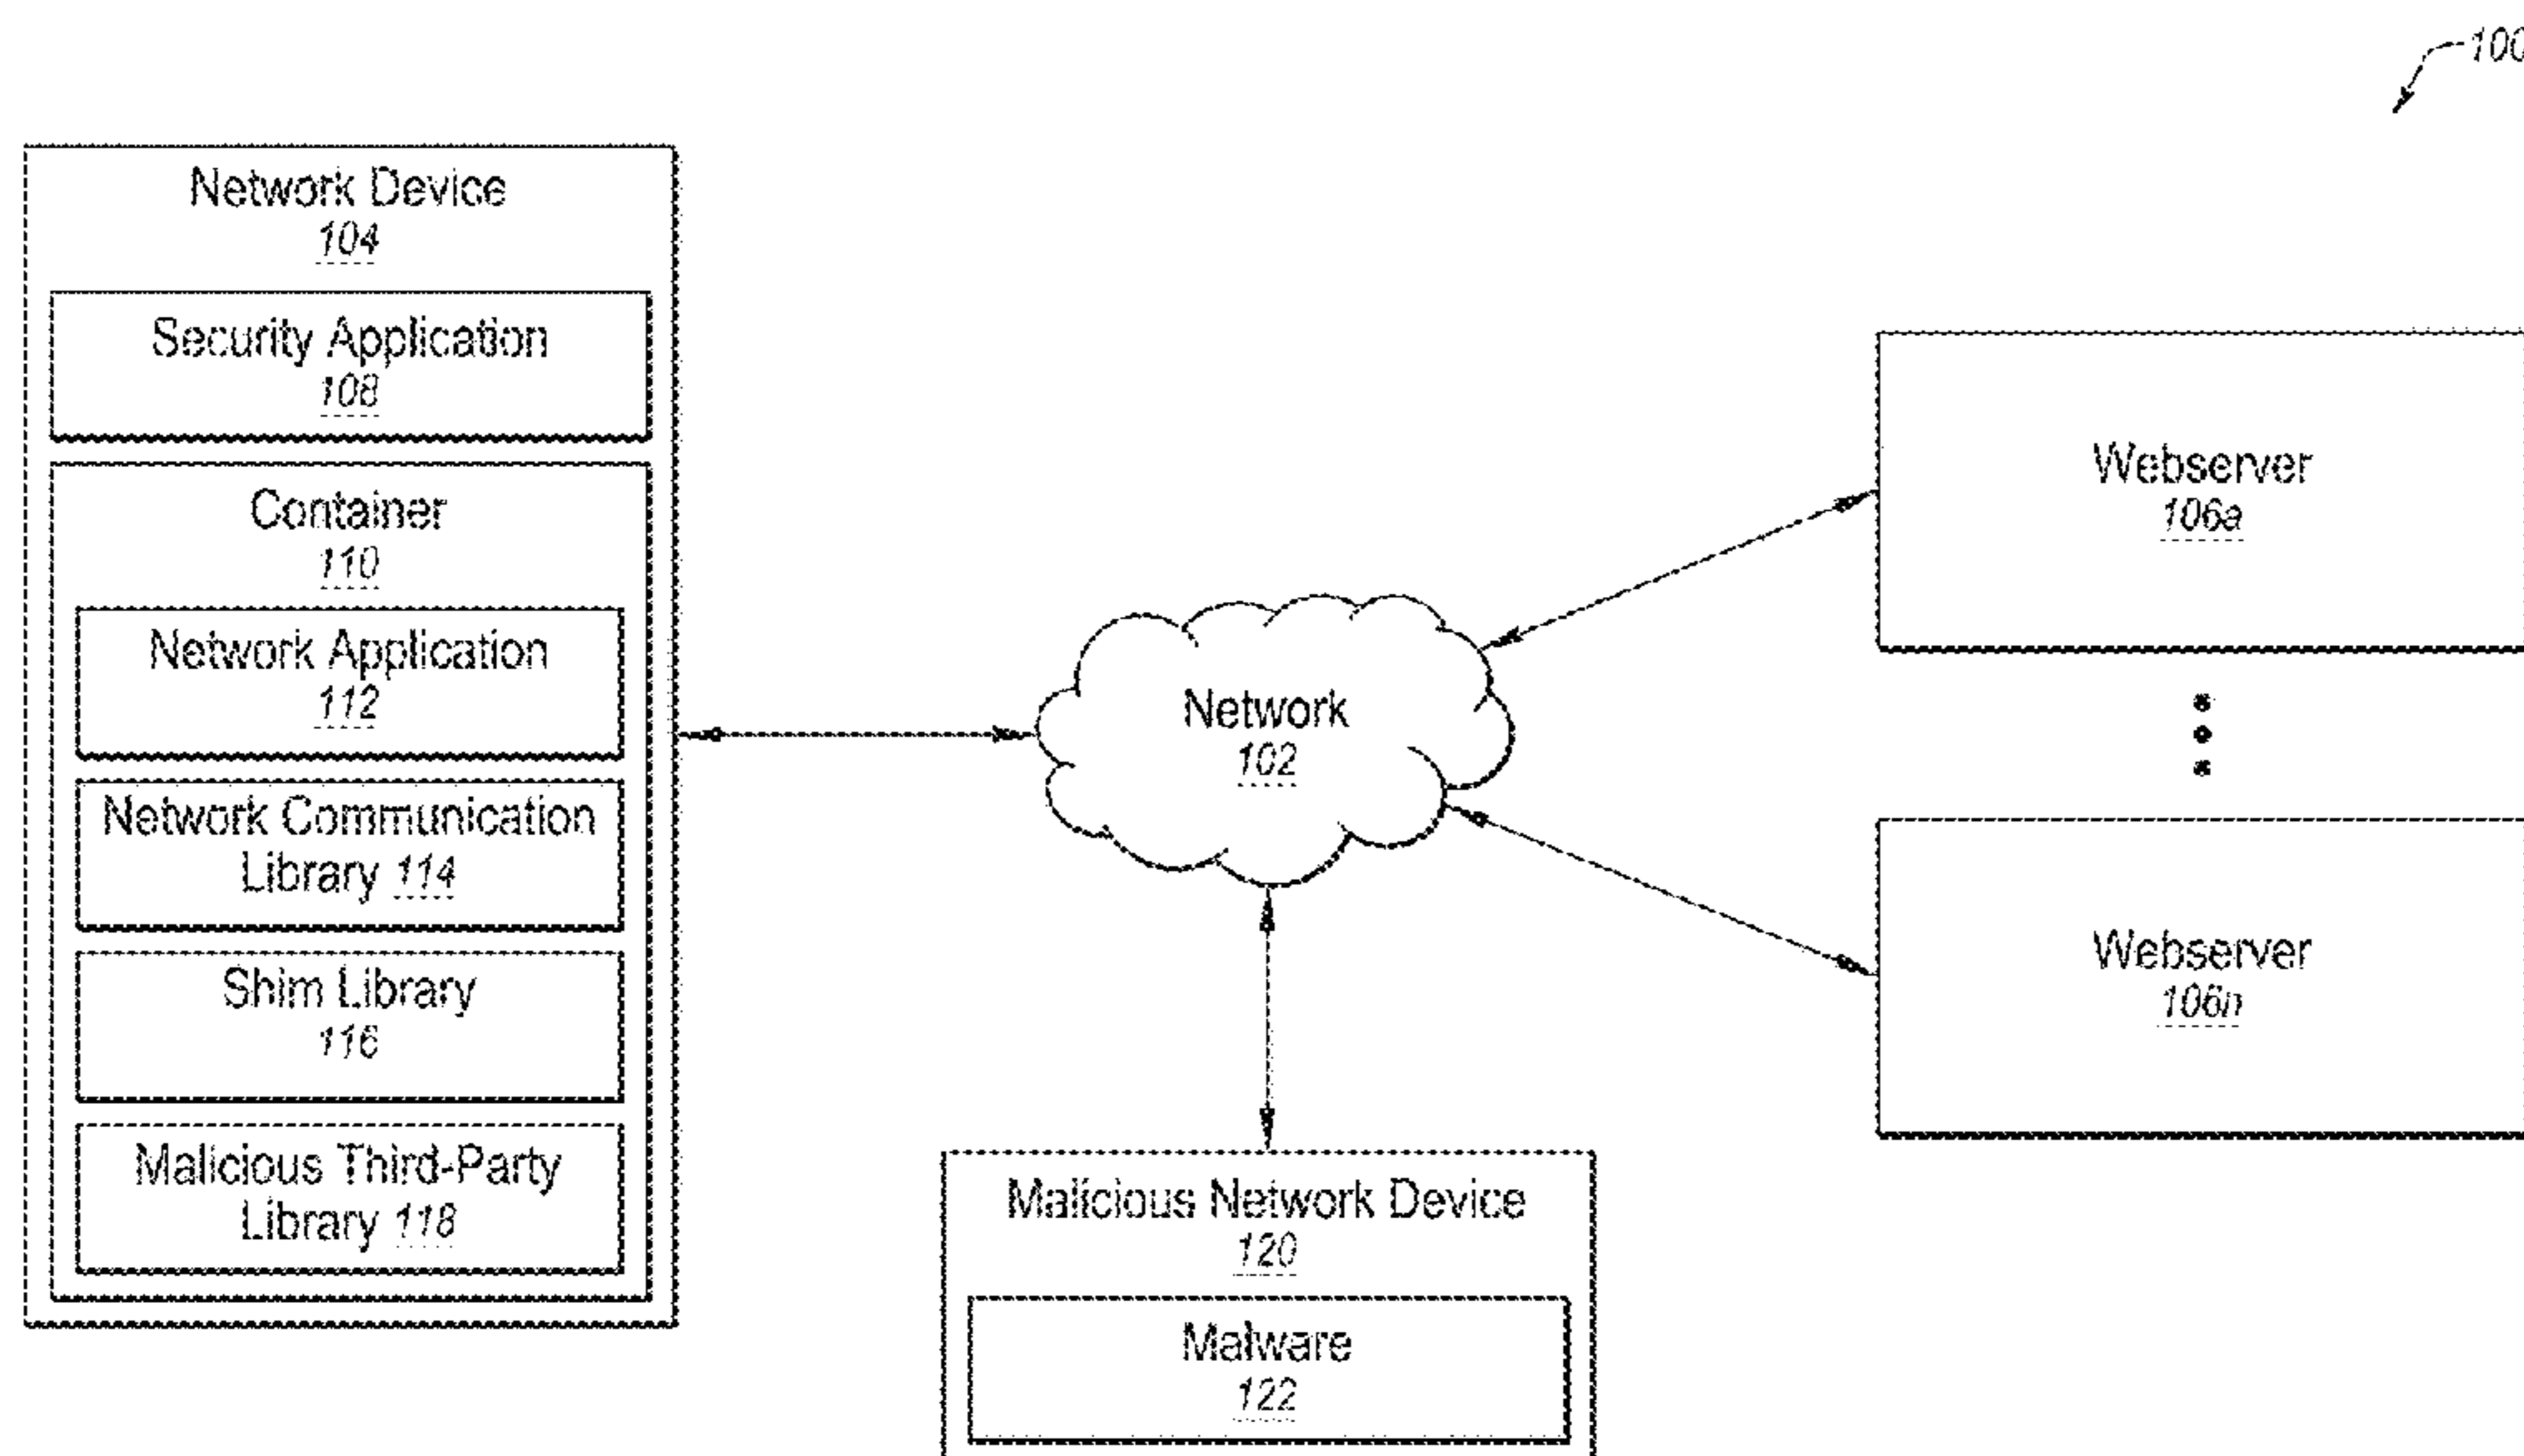 100
Network Device
104
Security Application
108
Container
110
Network Application
112
Network Communication
Library 114
Shim Library
116
Malicious Third-Party
Library 118
Network
102
Webserver
106a
Webserver
106n
Malicious Network Device
120
Malware
122